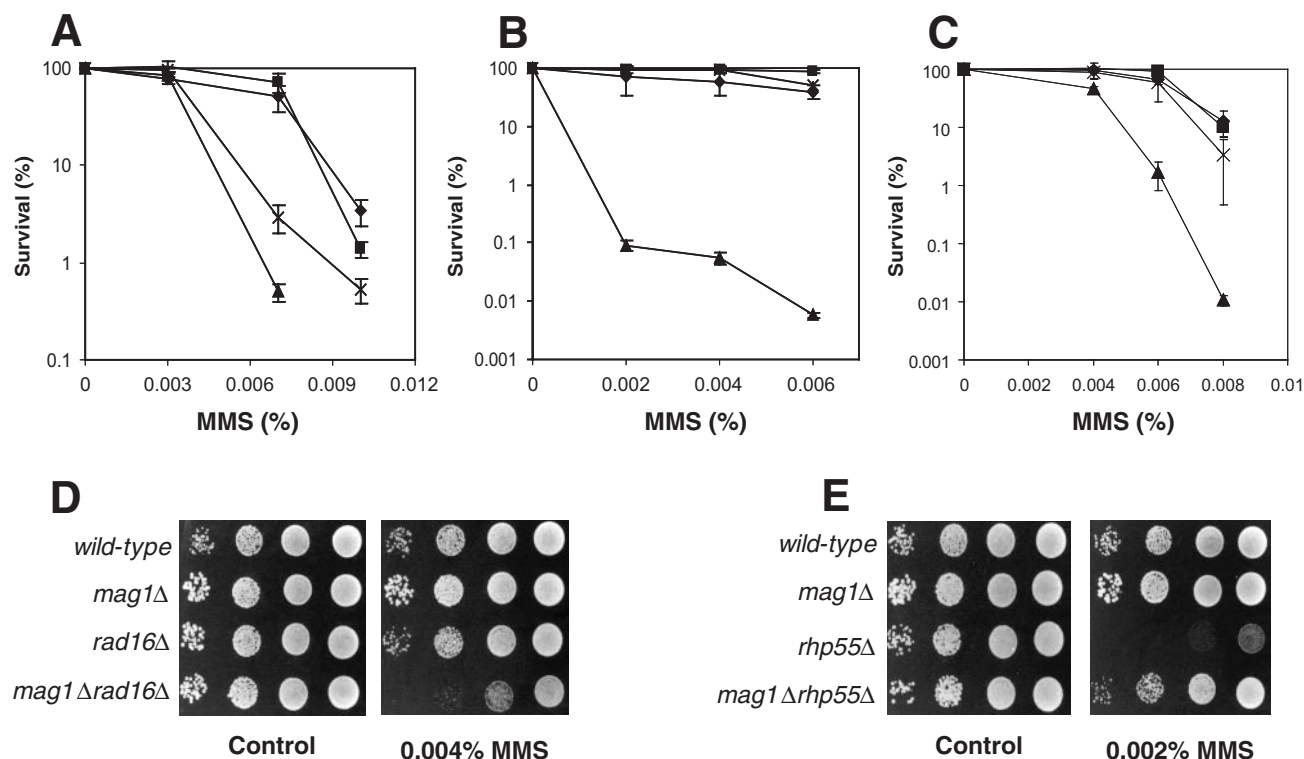 A
B
C
Survival (%)
100
10
1
0.1
0
0.003
0.006
0.009
0.012
MMS (%)
Survival (%)
100
10
1
0.1
0.01
0.001
0
0.002
0.004
0.006
MMS (%)
Survival (%)
100
10
1
0.1
0.01
0.001
0
0.002
0.004
0.006
0.008
0.01
MMS (%)
D
wild-type
mag1Δ
rad16Δ
mag1Δrad16Δ
Control
0.004% MMS
E
wild-type
mag1Δ
rhp55Δ
mag1Δrhp55Δ
Control
0.002% MMS